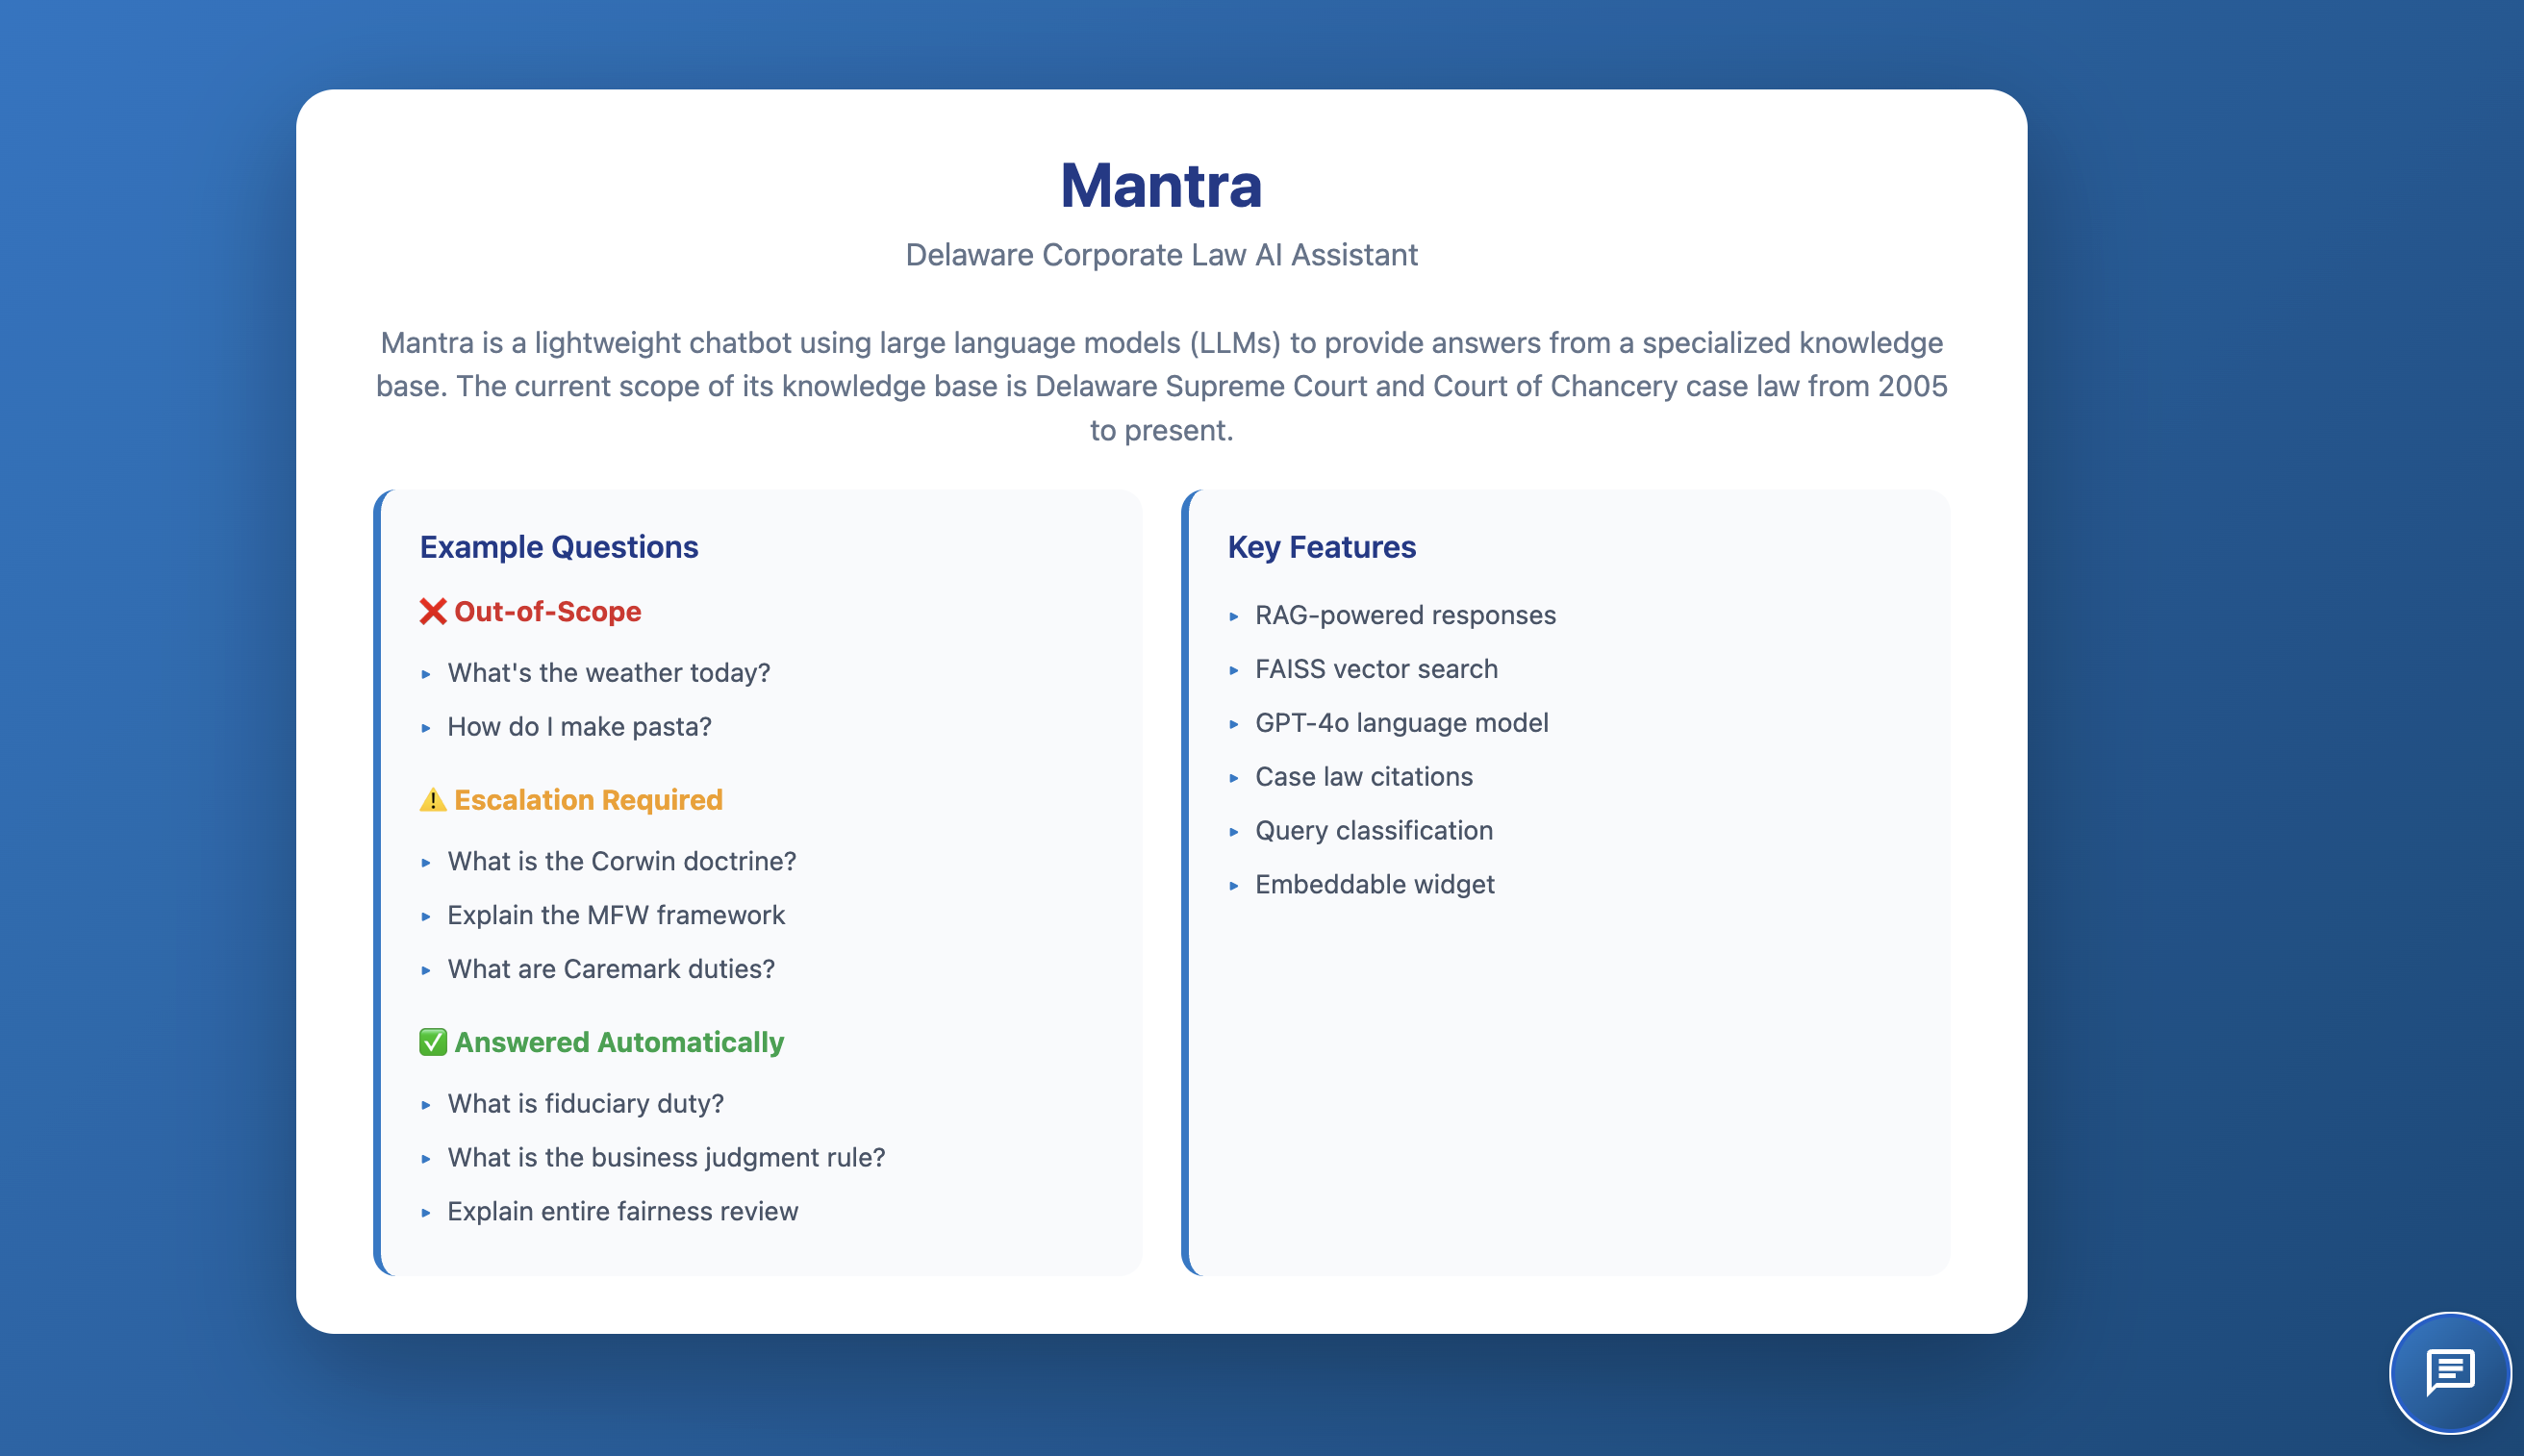 Mantra
Delaware Corporate Law AI Assistant
Mantra is a lightweight chatbot using large language models (LLMs) to provide answers from a specialized knowledge
base. The current scope of its knowledge base is Delaware Supreme Court and Court of Chancery case law from 2005
to present.
Example Questions
❌ Out-of-Scope
▸ What's the weather today?
▸ How do I make pasta?
⚠️ Escalation Required
▸ What is the Corwin doctrine?
▸ Explain the MFW framework
▸ What are Caremark duties?
✅ Answered Automatically
▸ What is fiduciary duty?
▸ What is the business judgment rule?
▸ Explain entire fairness review
Key Features
▸ RAG-powered responses
▸ FAISS vector search
▸ GPT-4o language model
▸ Case law citations
▸ Query classification
▸ Embeddable widget